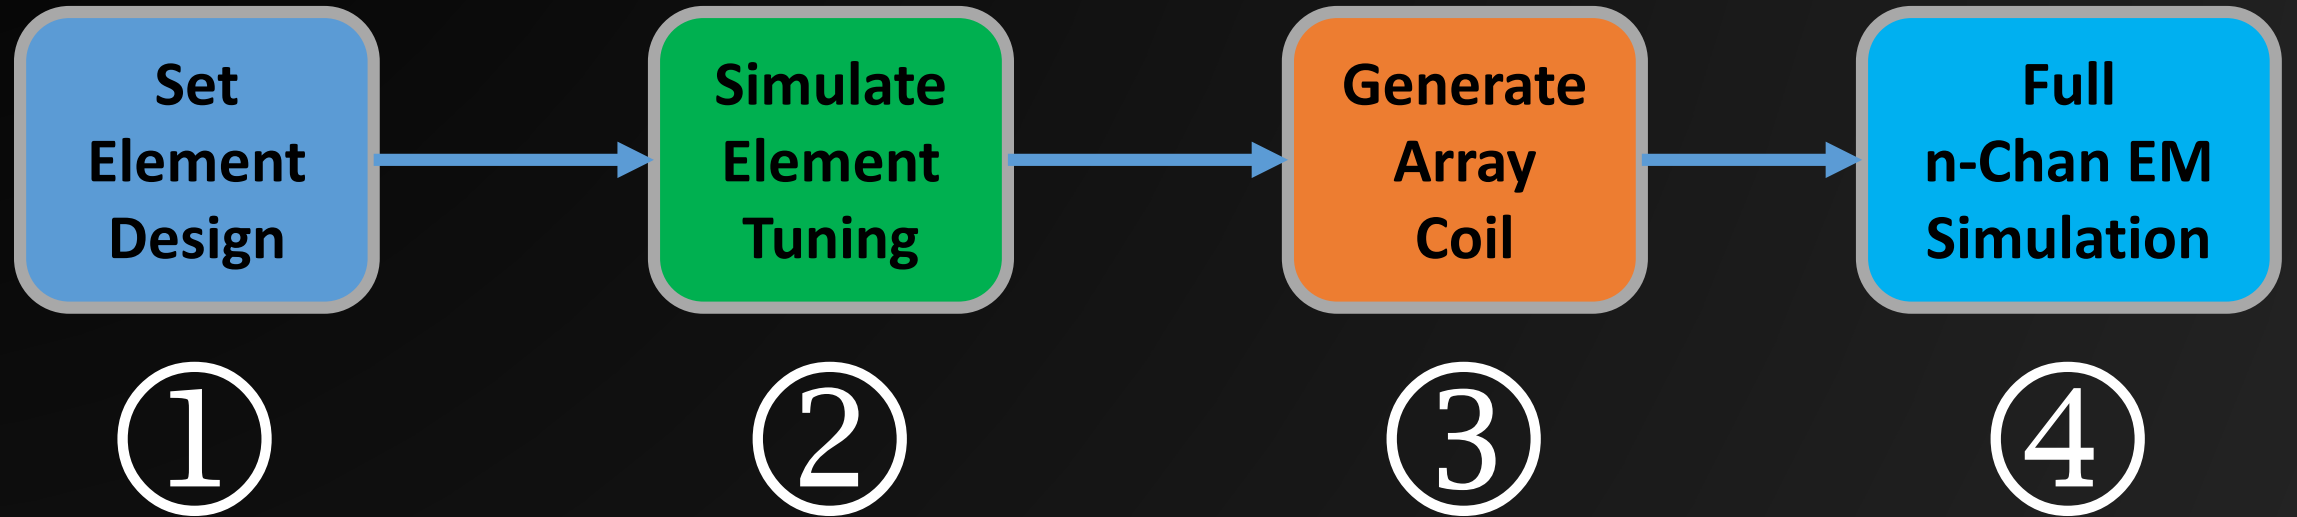 Set
Element
Design
Simulate
Element
Tuning
Generate
Array
Coil
Full
n-Chan EM
Simulation
①
②
③
④